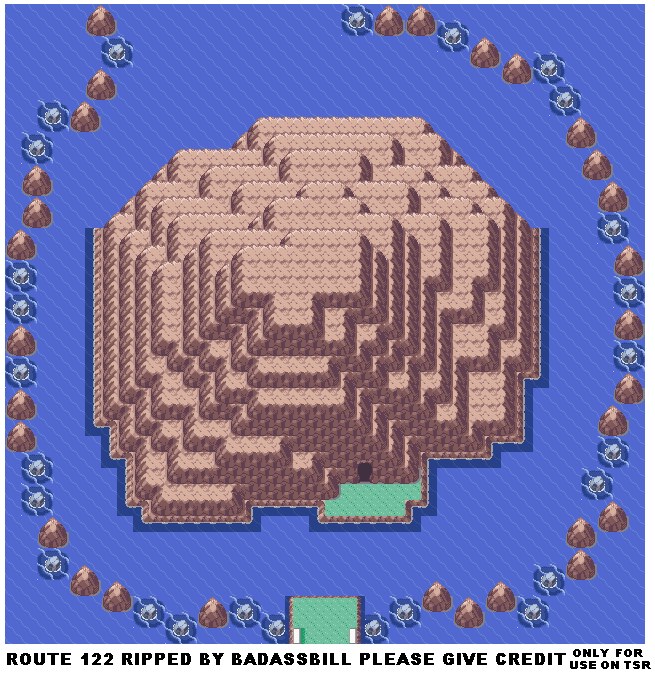 ROUTE 122 RIPPED BY BADASSBILL PLEASE GIVE CREDIT
ONLY FOR
USE ON TSR